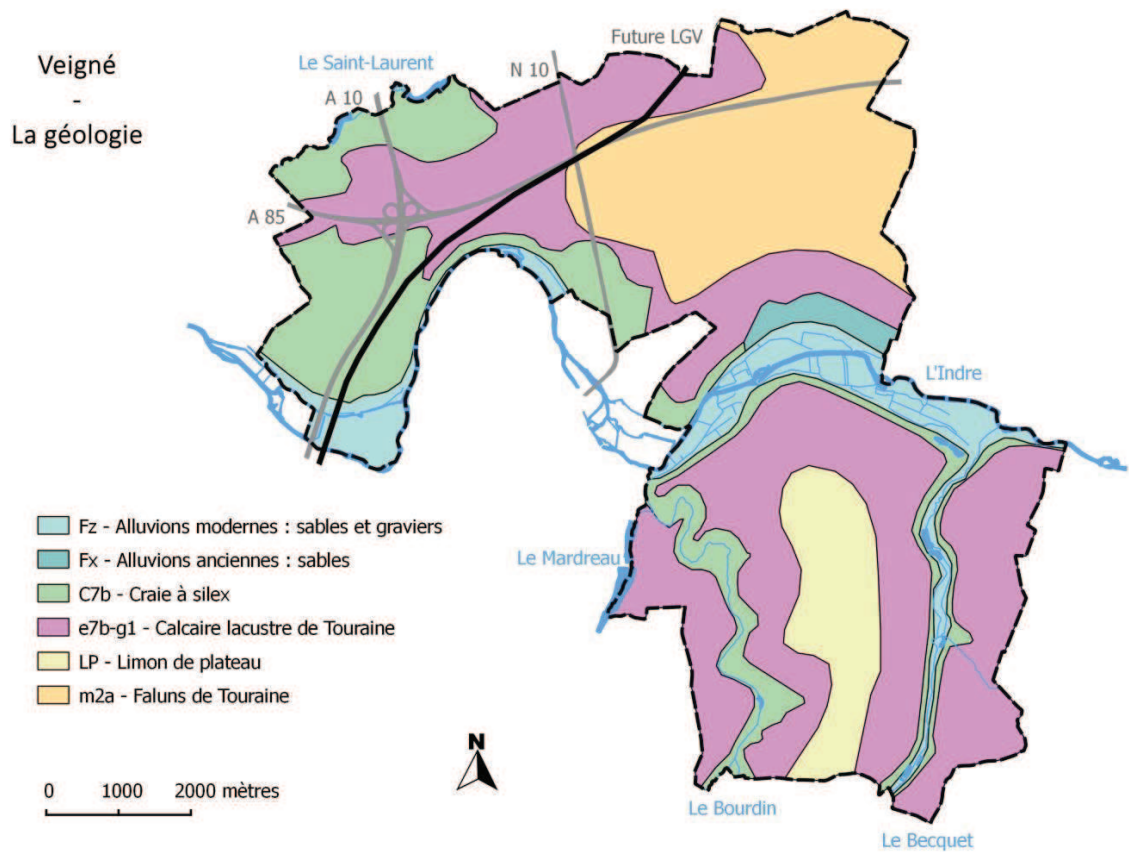 Veigné
-
La géologie
Le Saint-Laurent
Future LGV
N 10
A 10
A 85
L'Indre
Le Mardreau
Le Bourdin
Le Becquet
Fz - Alluvions modernes : sables et graviers
Fx - Alluvions anciennes : sables
C7b - Craie à silex
e7b-g1 - Calcaire lacustre de Touraine
LP - Limon de plateau
m2a - Faluns de Touraine
N
0 1000 2000 mètres